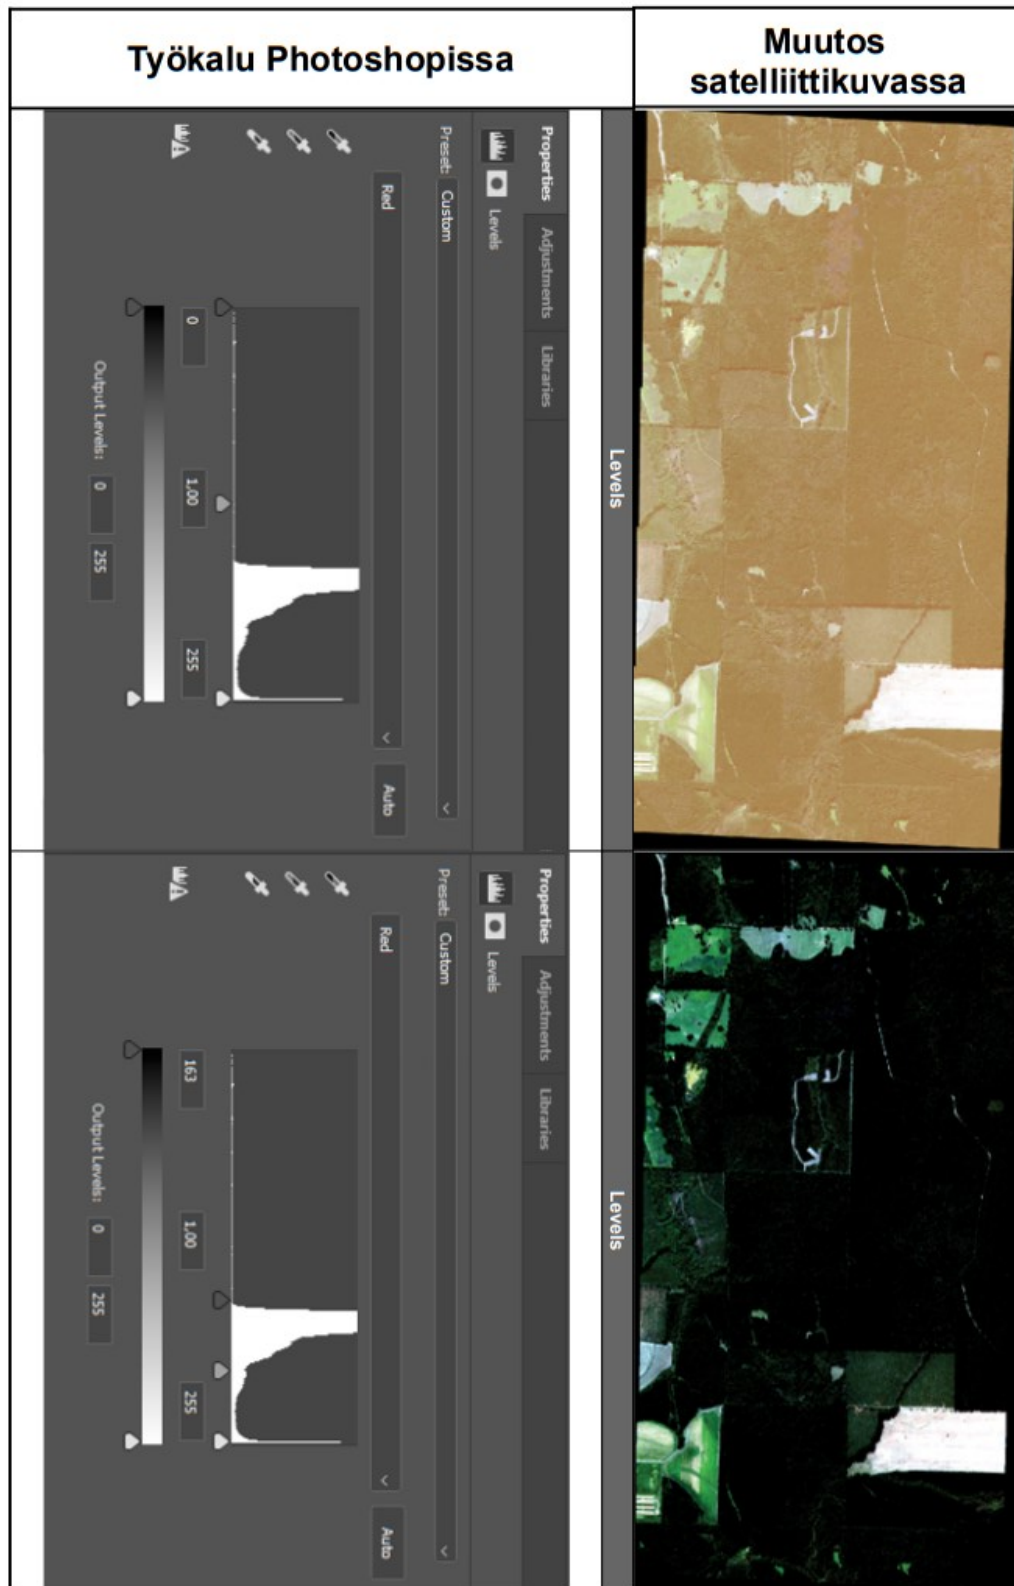 Työkalu Photoshopissa
Muutos
satelliittikuvassa
Properties
Adjustments
Libraries
Levels
Preset:
Custom
Red
Auto
0
1,00
255
Output Levels:
0
255
Levels
Properties
Adjustments
Libraries
Levels
Preset:
Custom
Red
Auto
163
1,00
255
Output Levels:
0
255
Levels